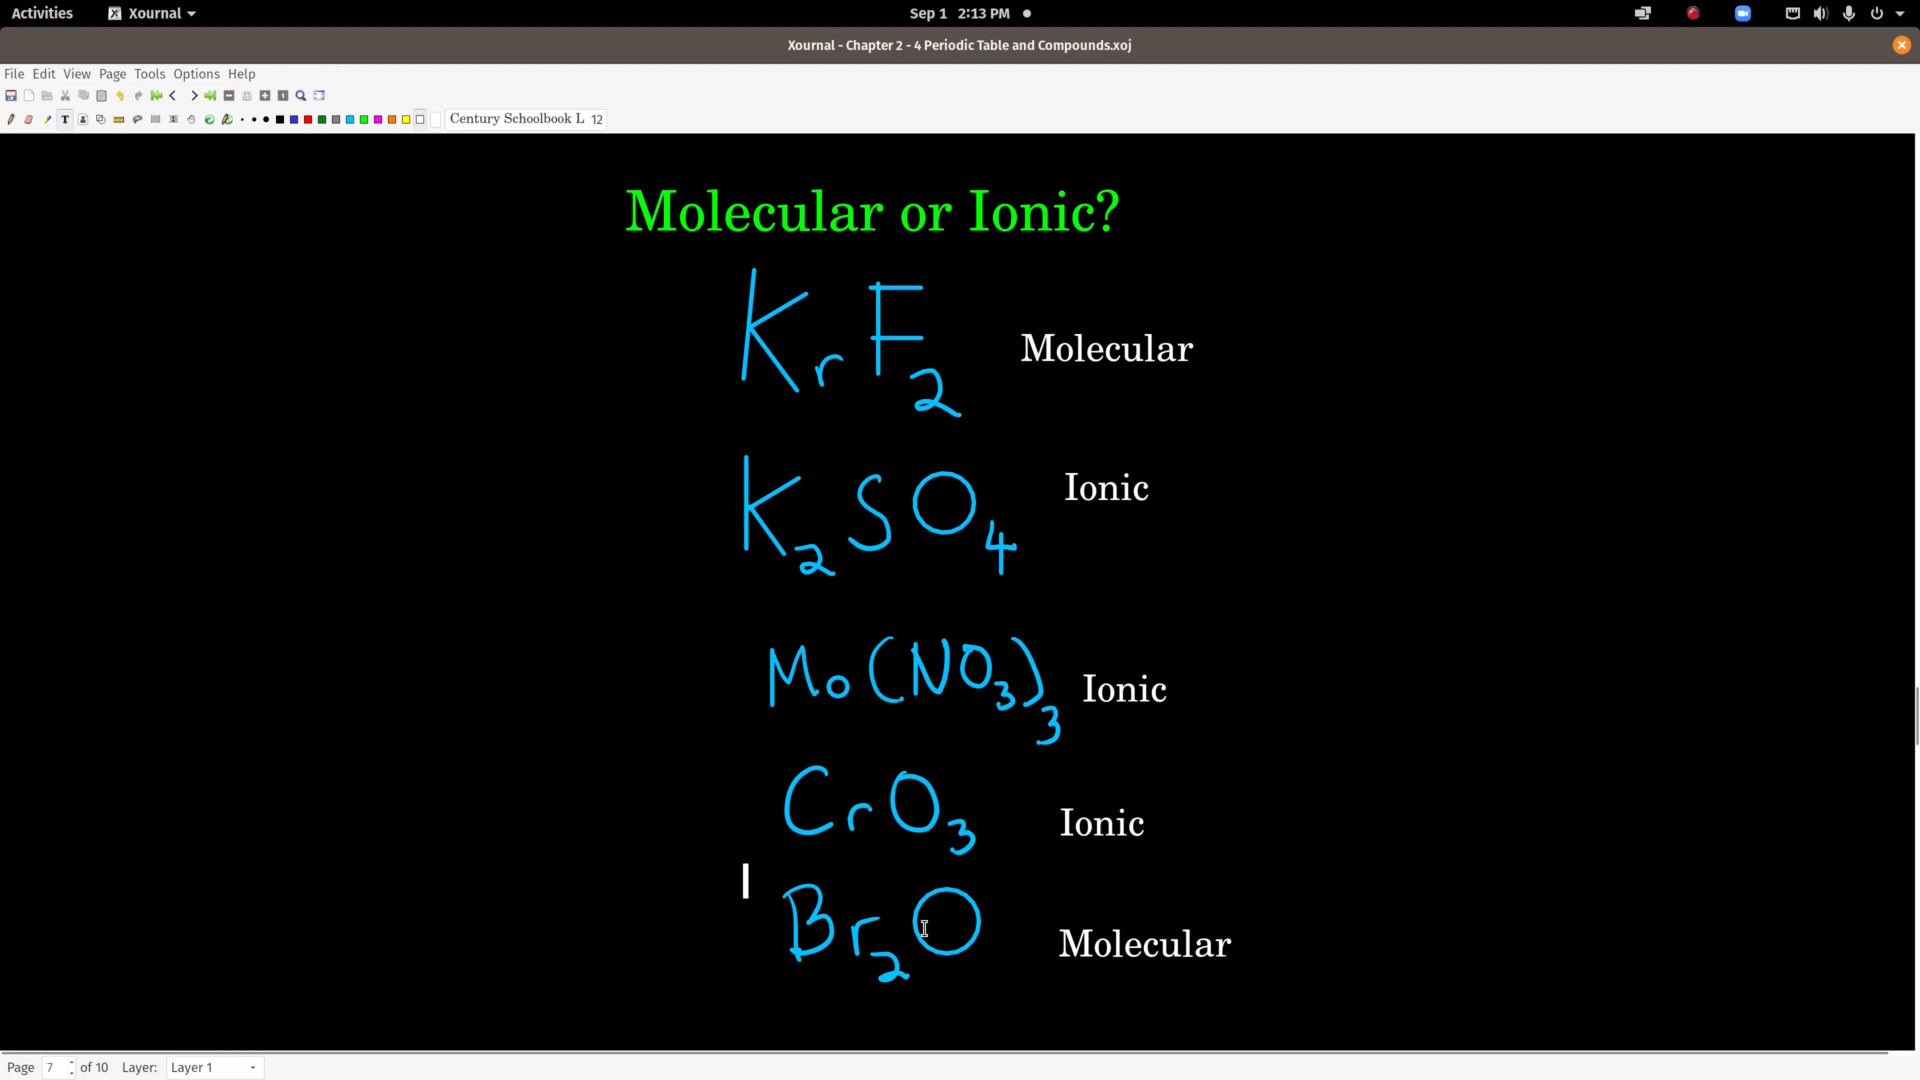 Activities Xournal Sep 1 2:13 PM
Xournal - Chapter 2 - 4 Periodic Table and Compounds.xoj
File Edit View Page Tools Options Help
T Century Schoolbook L 12
Molecular or Ionic?
KrF₂ Molecular
K₂SO₄ Ionic
Mo(NO₃)₃ Ionic
CrO₃ Ionic
Br₂O Molecular
Page 7 of 10 Layer: Layer 1